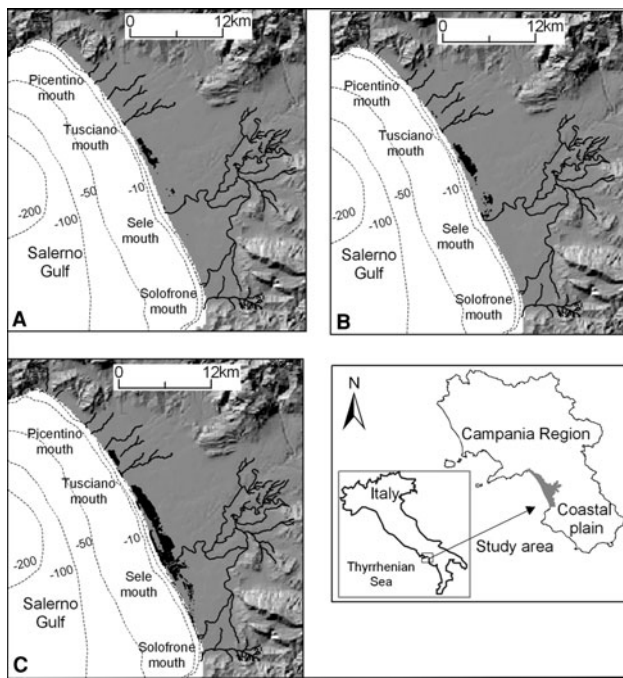 0 12km
Picentino
mouth
Tusciano
mouth
-10
-50
-100
-200
Sele
mouth
Salerno
Gulf
Solofrone
mouth
A
0 12km
Picentino
mouth
Tusciano
mouth
-10
-50
-100
-200
Sele
mouth
Salerno
Gulf
Solofrone
mouth
B
0 12km
Picentino
mouth
Tusciano
mouth
-10
-50
-100
-200
Sele
mouth
Salerno
Gulf
Solofrone
mouth
C
N
Campania Region
Italy
Coastal
plain
Study area
Thyrrhenian
Sea